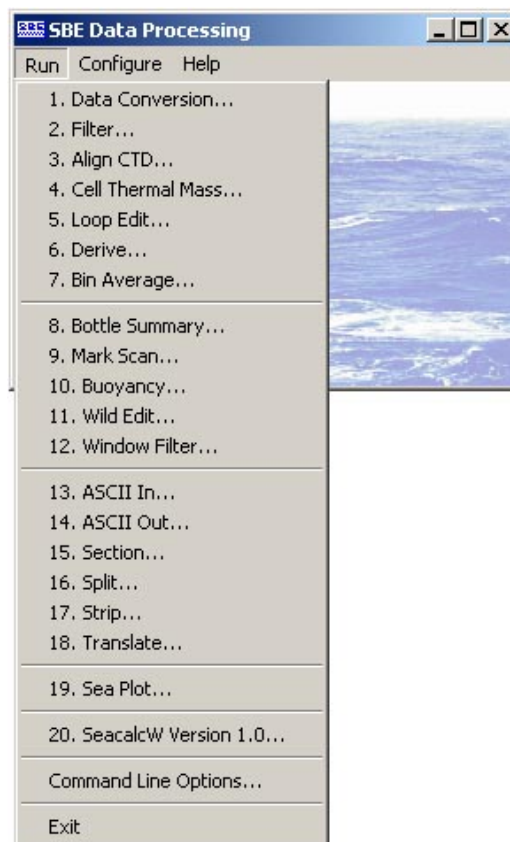 SBE SBE Data Processing
Run Configure Help
1. Data Conversion...
2. Filter...
3. Align CTD...
4. Cell Thermal Mass...
5. Loop Edit...
6. Derive...
7. Bin Average...
8. Bottle Summary...
9. Mark Scan...
10. Buoyancy...
11. Wild Edit...
12. Window Filter...
13. ASCII In...
14. ASCII Out...
15. Section...
16. Split...
17. Strip...
18. Translate...
19. Sea Plot...
20. SeacalcW Version 1.0...
Command Line Options...
Exit